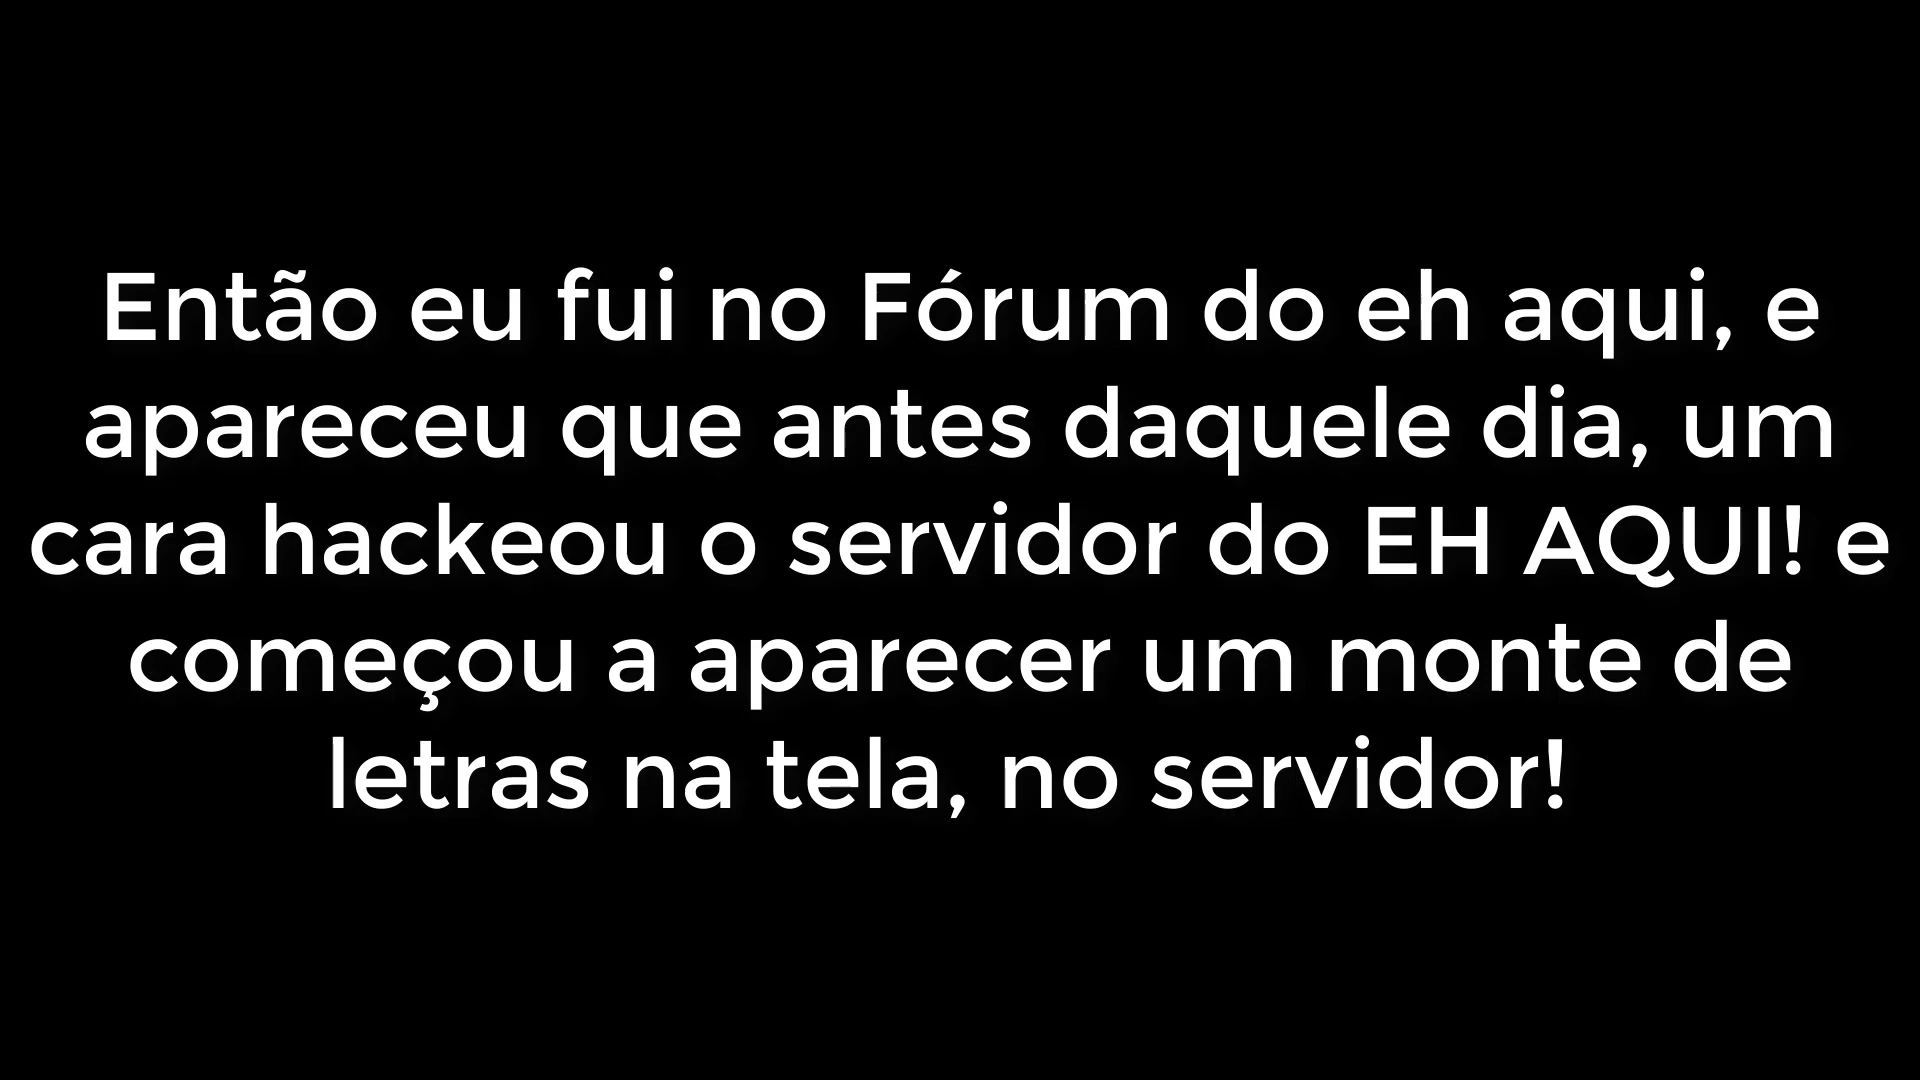 Então eu fui no Fórum do eh aqui, e
apareceu que antes daquele dia, um
cara hackeou o servidor do EH AQUI! e
começou a aparecer um monte de
letras na tela, no servidor!